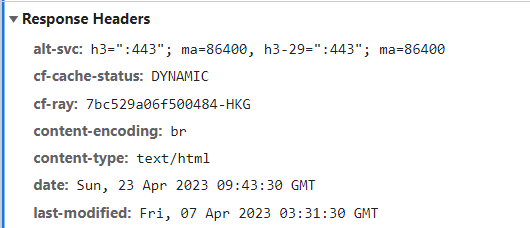 Response Headers
alt-svc: h3=":443"; ma=86400, h3-29=":443"; ma=86400
cf-cache-status: DYNAMIC
cf-ray: 7bc529a06f500484-HKG
content-encoding: br
content-type: text/html
date: Sun, 23 Apr 2023 09:43:30 GMT
last-modified: Fri, 07 Apr 2023 03:31:30 GMT